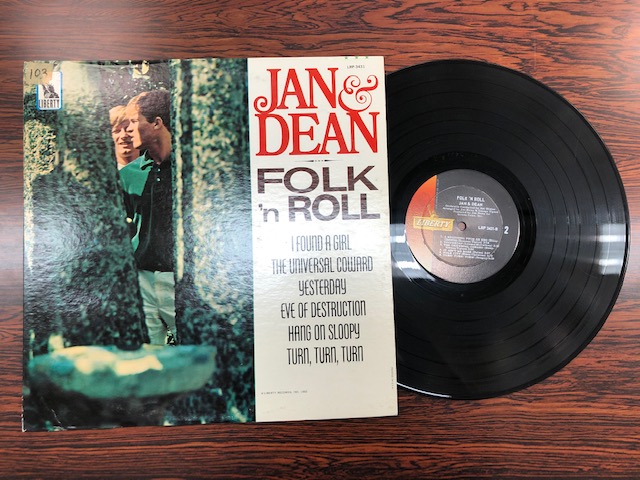 103
LIBERTY
LRP 3431
JAN &
DEAN
FOLK
'n ROLL
I FOUND A GIRL
THE UNIVERSAL COWARD
YESTERDAY
EVE OF DESTRUCTION
HANG ON SLOOPY
TURN, TURN, TURN
FOLK 'N ROLL
JAN & DEAN
LIBERTY
LRP 3431-B
2